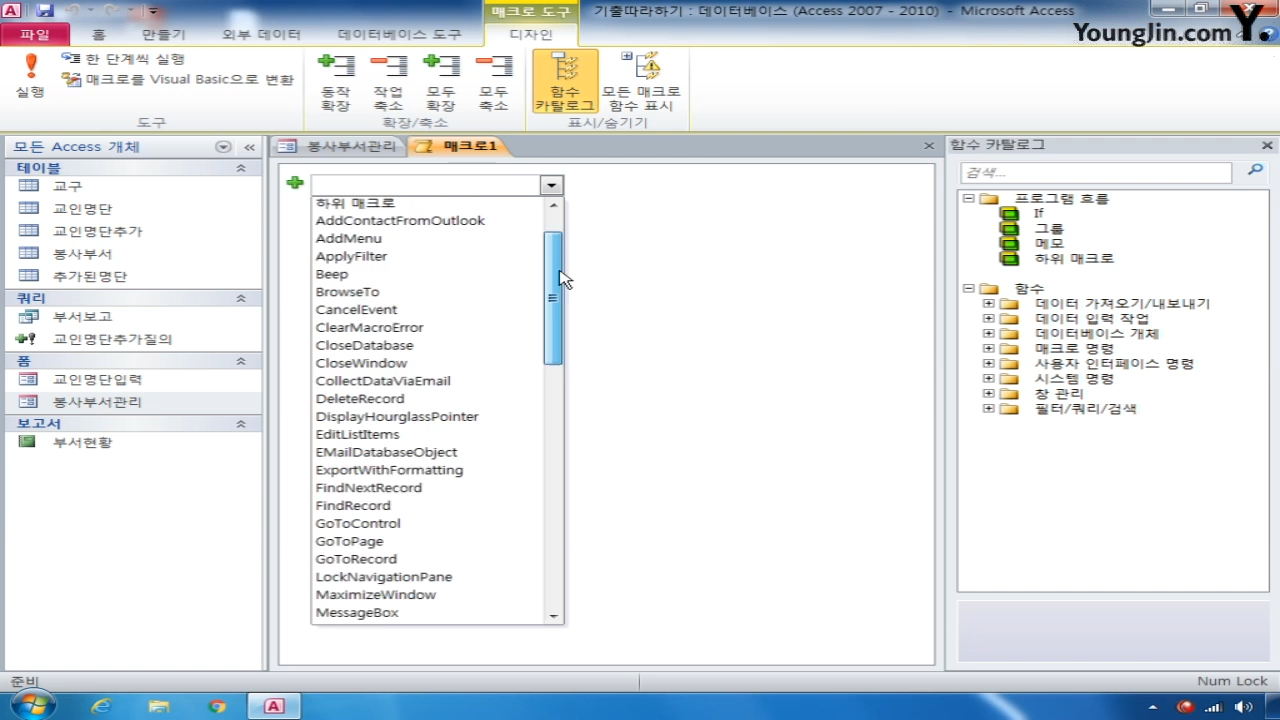 매크로 도구
기출따라하기 : 데이터베이스 (Access 2007 - 2010) - Microsoft Access
YoungJin.com Y.
파일
홈
만들기
외부 데이터
데이터베이스 도구
디자인
실행
한 단계씩 실행
매크로를 Visual Basic으로 변환
동작 확장
작업 축소
모두 확장
모두 축소
함수 카탈로그
모든 매크로 함수 표시
도구
확장/축소
표시/숨기기
모든 Access 개체
테이블
교구
교인명단
교인명단추가
봉사부서
추가된명단
쿼리
부서보고
교인명단추가질의
폼
교인명단입력
봉사부서관리
보고서
부서현황
봉사부서관리
매크로1
하위 매크로
AddContactFromOutlook
AddMenu
ApplyFilter
Beep
BrowseTo
CancelEvent
ClearMacroError
CloseDatabase
CloseWindow
CollectDataViaEmail
DeleteRecord
DisplayHourglassPointer
EditListItems
EMailDatabaseObject
ExportWithFormatting
FindNextRecord
FindRecord
GoToControl
GoToPage
GoToRecord
LockNavigationPane
MaximizeWindow
MessageBox
함수 카탈로그
검색...
프로그램 흐름
If
그룹
메모
하위 매크로
함수
데이터 가져오기/내보내기
데이터 입력 작업
데이터베이스 개체
매크로 명령
사용자 인터페이스 명령
시스템 명령
창 관리
필터/쿼리/검색
준비
Num Lock